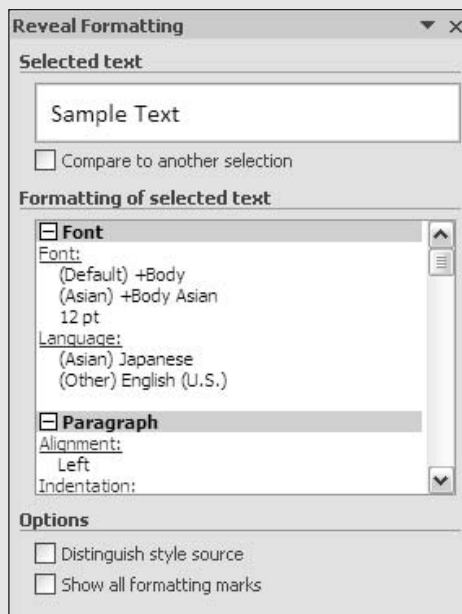 Reveal Formatting
Selected text
Sample Text
Compare to another selection
Formatting of selected text
Font
Font:
(Default) +Body
(Asian) +Body Asian
12 pt
Language:
(Asian) Japanese
(Other) English (U.S.)
Paragraph
Alignment:
Left
Indentation:
Options
Distinguish style source
Show all formatting marks